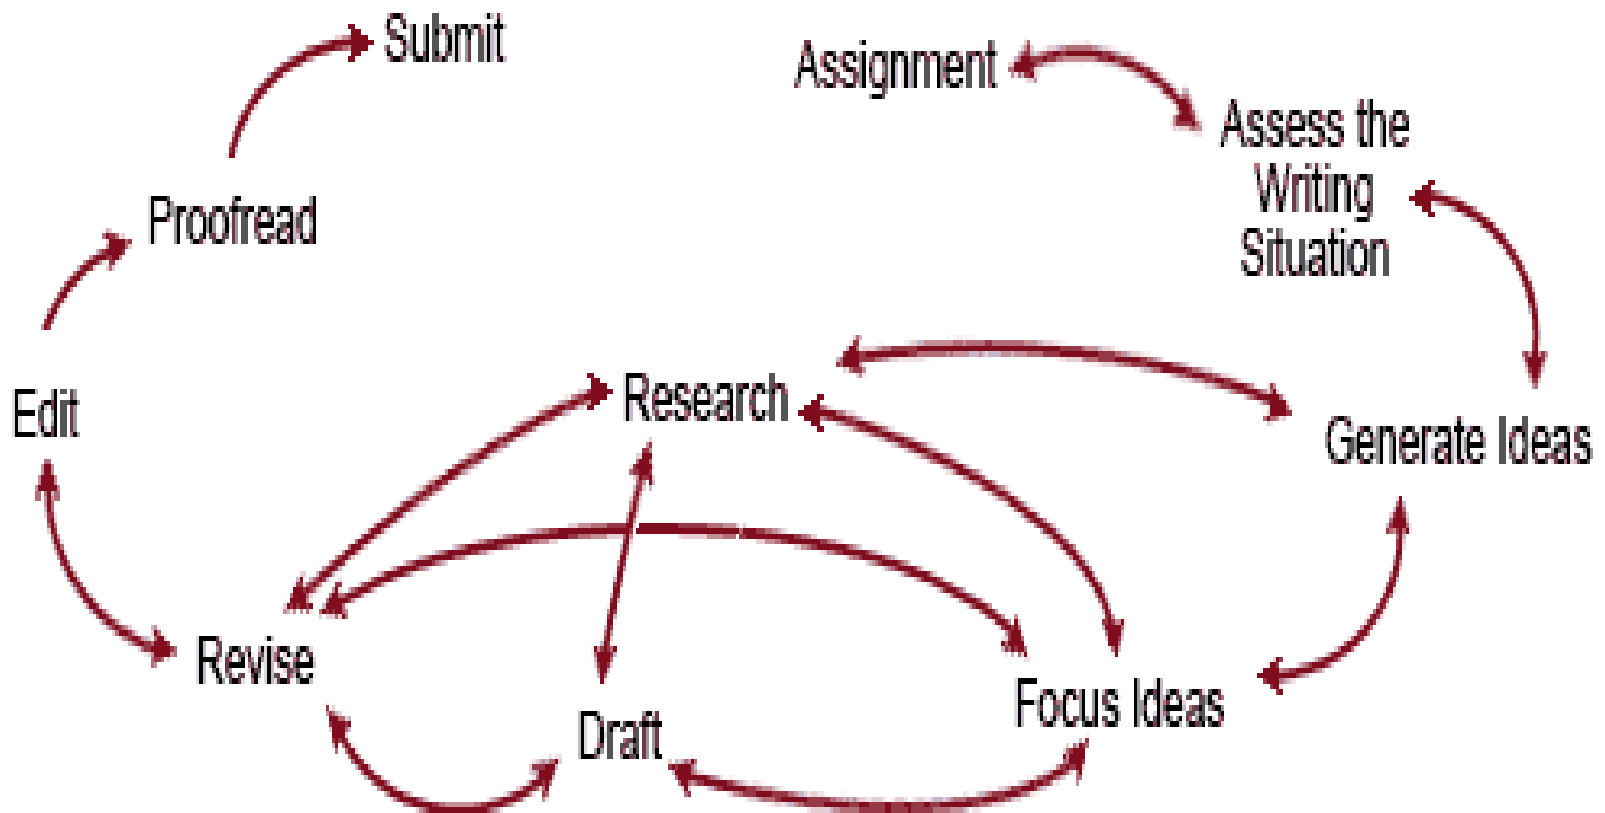 Submit
Assignment
Assess the
Writing
Situation
Proofread
Research
Edit
Generate Ideas
Revise
Focus Ideas
Draft